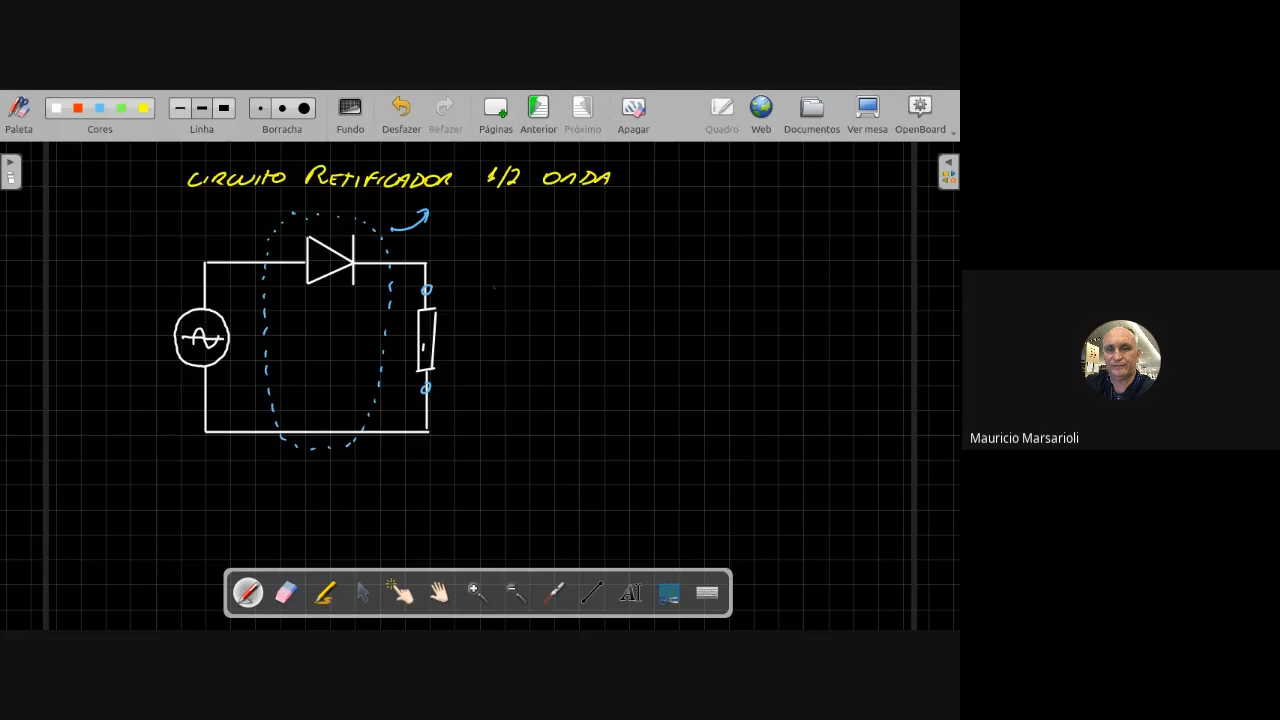 Paleta
Cores
Linha
Borracha
Fundo
Desfazer
Refazer
Páginas
Anterior
Próximo
Apagar
Quadro
Web
Documentos
Ver mesa
OpenBoard
CIRCUITO RETIFICADOR 1/2 ONDA
Mauricio Marsarioli
AI